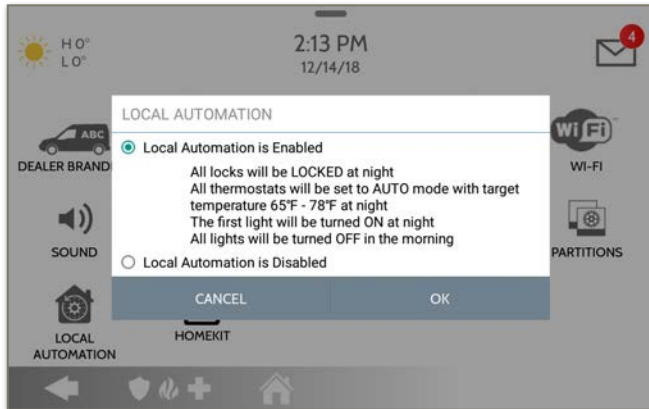 H 0°
L 0°
2:13 PM
12/14/18
4
LOCAL AUTOMATION
Local Automation is Enabled
All locks will be LOCKED at night
All thermostats will be set to AUTO mode with target
temperature 65°F - 78°F at night
The first light will be turned ON at night
All lights will be turned OFF in the morning
Local Automation is Disabled
CANCEL
OK
ABC
DEALER BRAND
Wi Fi
WI-FI
SOUND
PARTITIONS
LOCAL
AUTOMATION
HOMEKIT